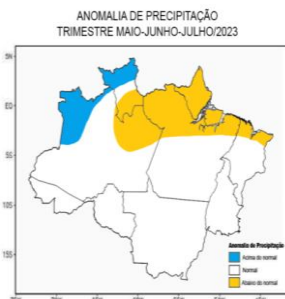 ANOMALIA DE PRECIPITAÇÃO
TRIMESTRE MAIO-JUNHO-JULHO/2023
5N
EQ
5S
10S
15S
Anomalia de Precipitação
Acima do normal
Normal
Abaixo do normal